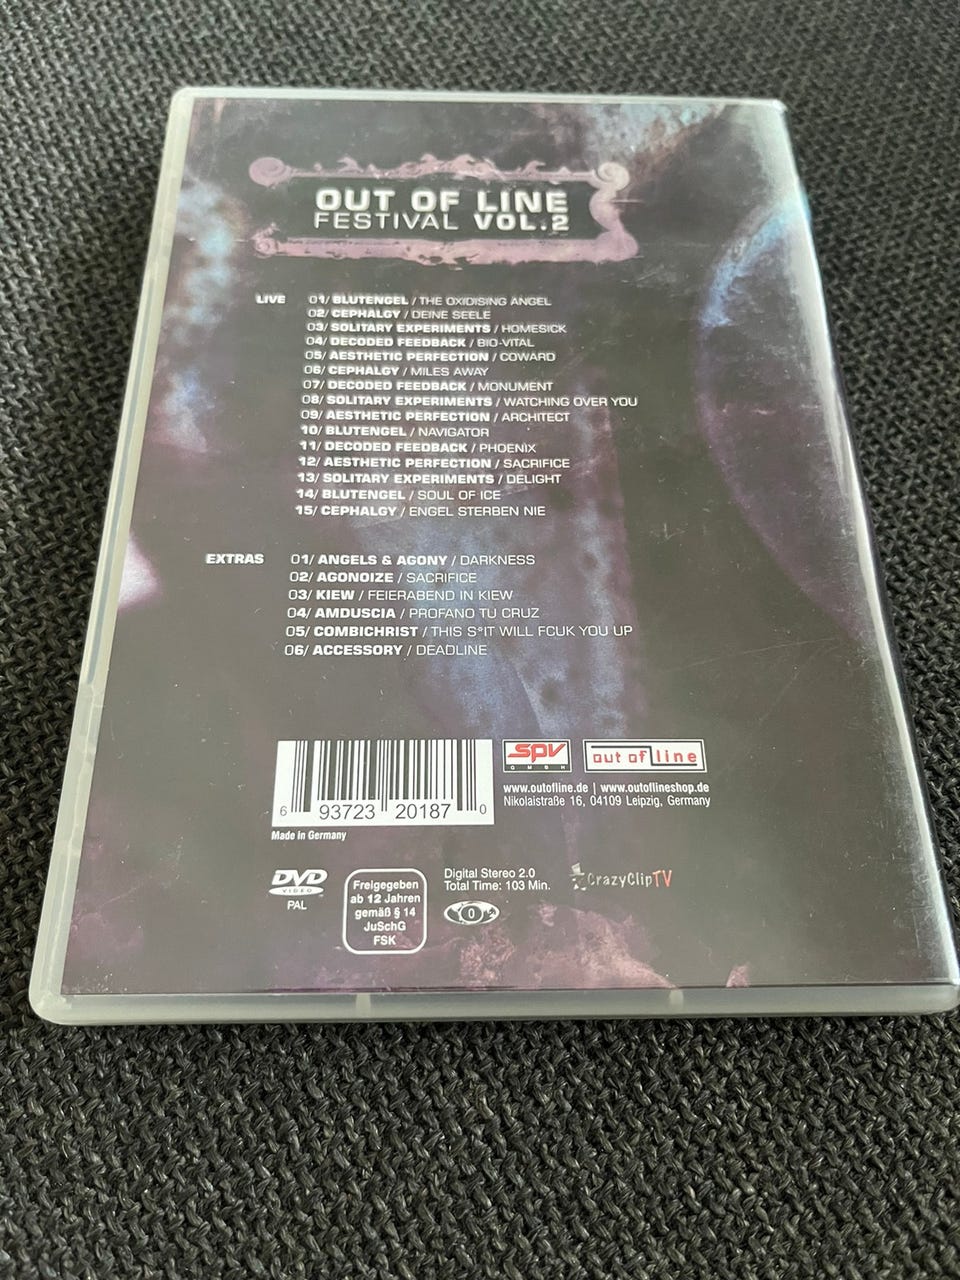 OUT OF LINE
FESTIVAL VOL.2
LIVE 01/ BLUTENGEL / THE OXIDISING ANGEL
02/ CEPHALGY / DEINE SEELE
03/ SOLITARY EXPERIMENTS / HOMESICK
04/ DECODED FEEDBACK / BIO-VITAL
05/ AESTHETIC PERFECTION / COWARD
06/ CEPHALGY / MILES AWAY
07/ DECODED FEEDBACK / MONUMENT
08/ SOLITARY EXPERIMENTS / WATCHING OVER YOU
09/ AESTHETIC PERFECTION / ARCHITECT
10/ BLUTENGEL / NAVIGATOR
11/ DECODED FEEDBACK / PHOENIX
12/ AESTHETIC PERFECTION / SACRIFICE
13/ SOLITARY EXPERIMENTS / DELIGHT
14/ BLUTENGEL / SOUL OF ICE
15/ CEPHALGY / ENGEL STERBEN NIE
EXTRAS 01/ ANGELS & AGONY / DARKNESS
02/ AGONOIZE / SACRIFICE
03/ KIEW / FEIERABEND IN KIEW
04/ AMDUSCIA / PROFANO TU CRUZ
05/ COMBICHRIST / THIS S*IT WILL FCUK YOU UP
06/ ACCESSORY / DEADLINE
6 93723 20187 0
Made in Germany
SPV
GMBH
out of line
www.outofline.de | www.outoflineshop.de
Nikolaistraße 16, 04109 Leipzig, Germany
DVD
VIDEO
PAL
Freigegeben
ab 12 Jahren
gemäß § 14
JuSchG
FSK
Digital Stereo 2.0
Total Time: 103 Min.
0
CrazyClipTV